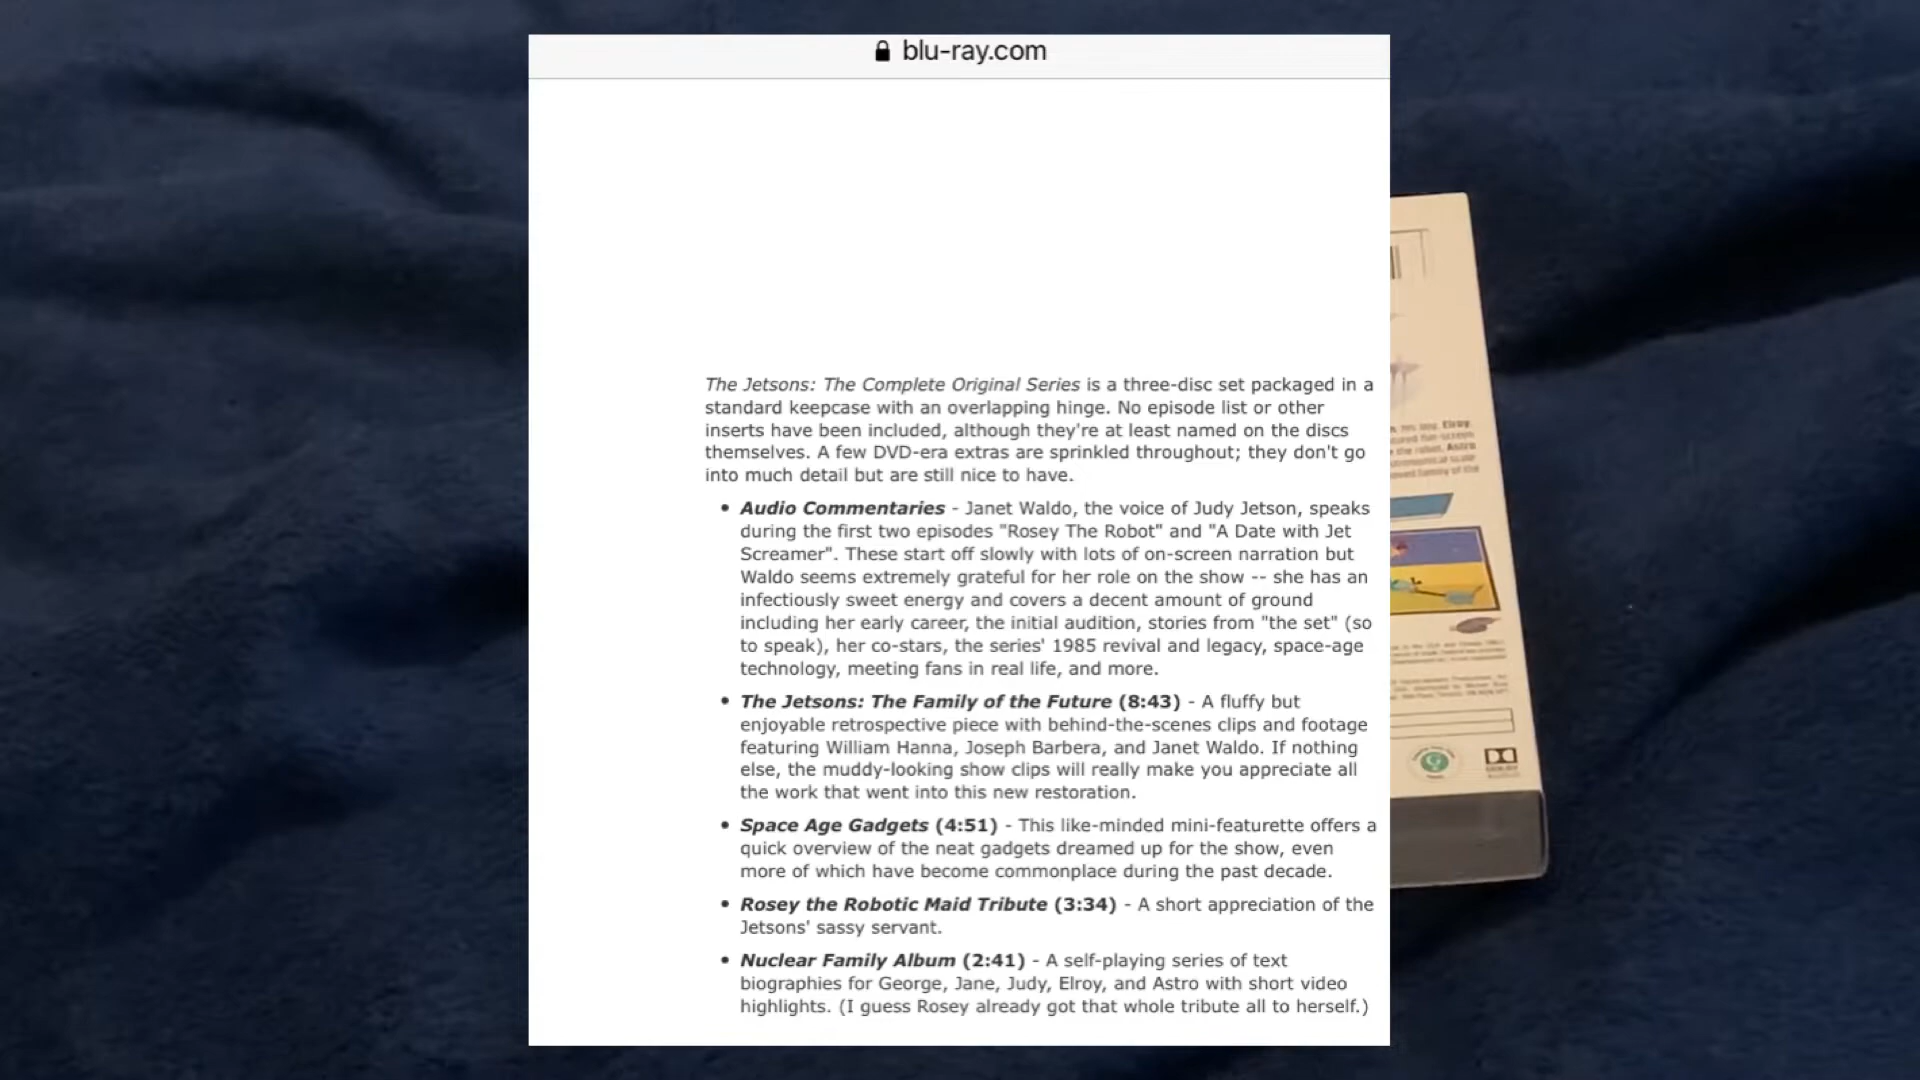 blu-ray.com
The Jetsons: The Complete Original Series is a three-disc set packaged in a
standard keepcase with an overlapping hinge. No episode list or other
inserts have been included, although they're at least named on the discs
themselves. A few DVD-era extras are sprinkled throughout; they don't go
into much detail but are still nice to have.
• Audio Commentaries - Janet Waldo, the voice of Judy Jetson, speaks
during the first two episodes "Rosey The Robot" and "A Date with Jet
Screamer". These start off slowly with lots of on-screen narration but
Waldo seems extremely grateful for her role on the show -- she has an
infectiously sweet energy and covers a decent amount of ground
including her early career, the initial audition, stories from "the set" (so
to speak), her co-stars, the series' 1985 revival and legacy, space-age
technology, meeting fans in real life, and more.
• The Jetsons: The Family of the Future (8:43) - A fluffy but
enjoyable retrospective piece with behind-the-scenes clips and footage
featuring William Hanna, Joseph Barbera, and Janet Waldo. If nothing
else, the muddy-looking show clips will really make you appreciate all
the work that went into this new restoration.
• Space Age Gadgets (4:51) - This like-minded mini-featurette offers a
quick overview of the neat gadgets dreamed up for the show, even
more of which have become commonplace during the past decade.
• Rosey the Robotic Maid Tribute (3:34) - A short appreciation of the
Jetsons' sassy servant.
• Nuclear Family Album (2:41) - A self-playing series of text
biographies for George, Jane, Judy, Elroy, and Astro with short video
highlights. (I guess Rosey already got that whole tribute all to herself.)
Elroy,
Astro
G